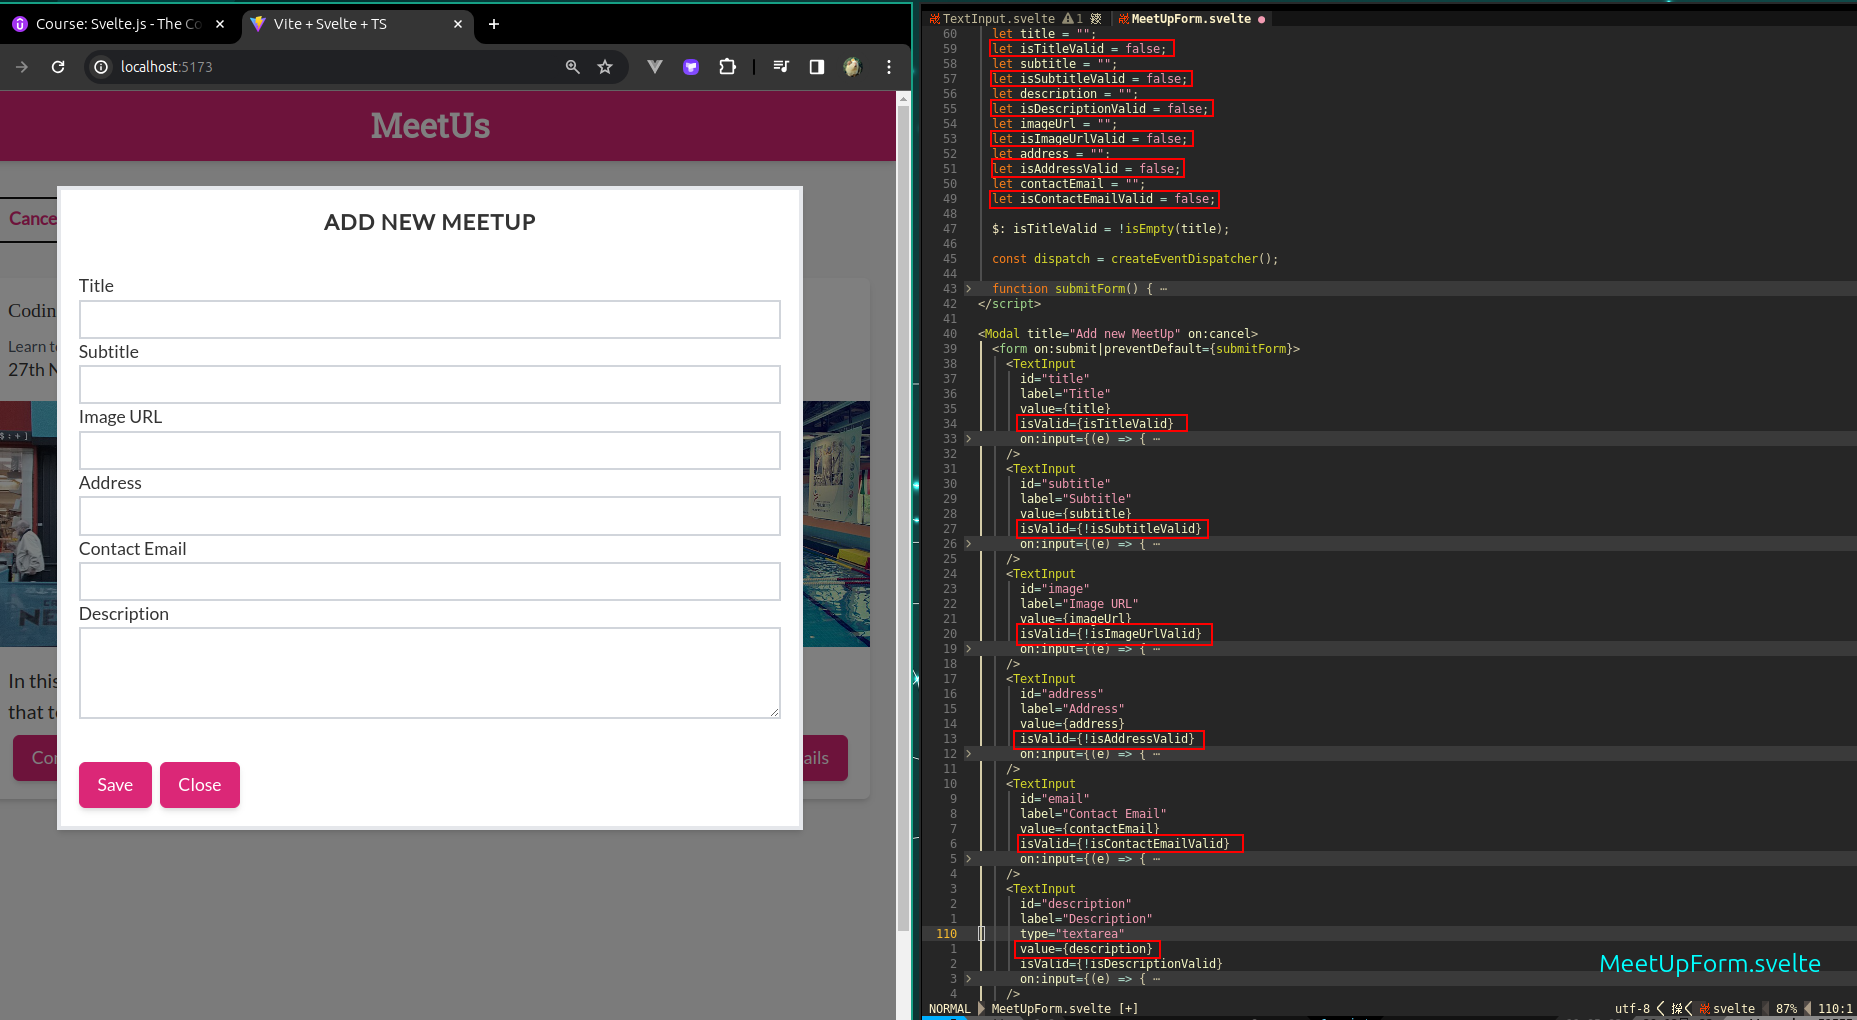 Course: Svelte.js - The Co
Vite + Svelte + TS
localhost:5173
MeetUs
Cance
ADD NEW MEETUP
Title
Subtitle
Image URL
Address
Contact Email
Description
Save
Close
Codin
Learn t
27th N
In this
that t
Con
ails
TextInput.svelte 1
MeetUpForm.svelte
60 let title = "";
59 let isTitleValid = false;
58 let subtitle = "";
57 let isSubtitleValid = false;
56 let description = "";
55 let isDescriptionValid = false;
54 let imageUrl = "";
53 let isImageUrlValid = false;
52 let address = "";
51 let isAddressValid = false;
50 let contactEmail = "";
49 let isContactEmailValid = false;
48
47 $: isTitleValid = !isEmpty(title);
46
45 const dispatch = createEventDispatcher();
44
43 > function submitForm() { ⋯
42 </script>
41
40 <Modal title="Add new MeetUp" on:cancel>
39 <form on:submit|preventDefault={submitForm}>
38 <TextInput
37 id="title"
36 label="Title"
35 value={title}
34 isValid={isTitleValid}
33 > on:input={(e) => { ⋯
32 />
31 <TextInput
30 id="subtitle"
29 label="Subtitle"
28 value={subtitle}
27 isValid={!isSubtitleValid}
26 > on:input={(e) => { ⋯
25 />
24 <TextInput
23 id="image"
22 label="Image URL"
21 value={imageUrl}
20 isValid={!isImageUrlValid}
19 > on:input={(e) => { ⋯
18 />
17 <TextInput
16 id="address"
15 label="Address"
14 value={address}
13 isValid={!isAddressValid}
12 > on:input={(e) => { ⋯
11 />
10 <TextInput
9 id="email"
8 label="Contact Email"
7 value={contactEmail}
6 isValid={!isContactEmailValid}
5 > on:input={(e) => { ⋯
4 />
3 <TextInput
2 id="description"
1 label="Description"
110 type="textarea"
1 value={description}
2 isValid={!isDescriptionValid}
3 > on:input={(e) => { ⋯
4 />
MeetUpForm.svelte
NORMAL MeetUpForm.svelte [+]
utf-8 svelte 87% 110:1